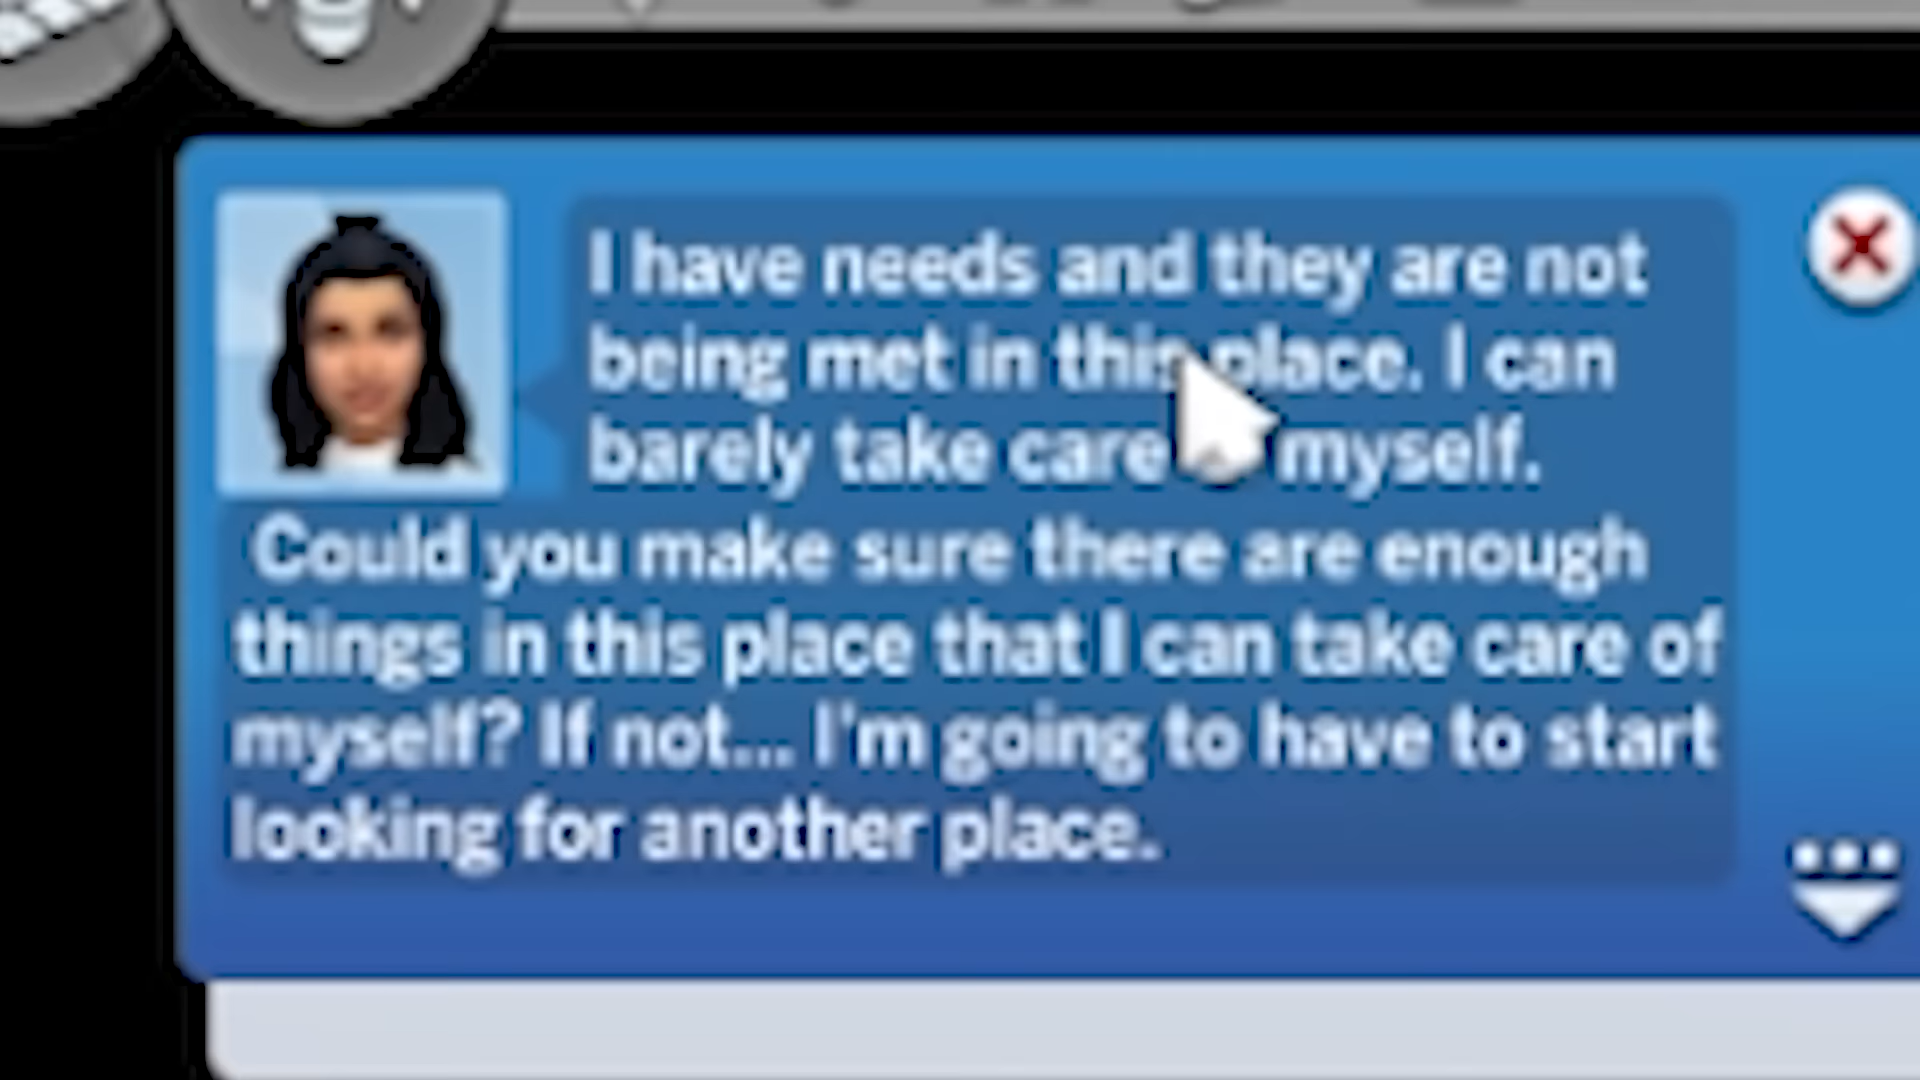 I have needs and they are not
being met in this place. I can
barely take care myself.
Could you make sure there are enough
things in this place that I can take care of
myself? If not... I'm going to have to start
looking for another place.